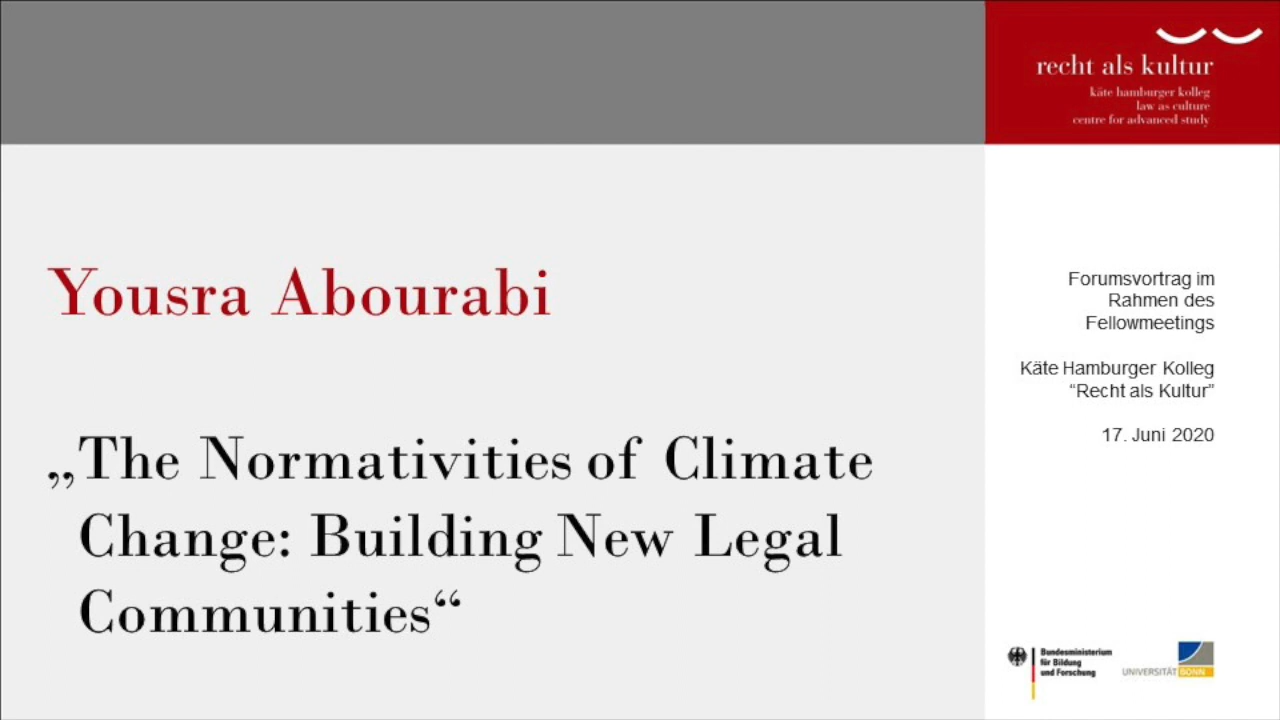 recht als kultur
käte hamburger kolleg
law as culture
centre for advanced study
Yousra Abourabi
„The Normativities of Climate
Change: Building New Legal
Communities“
Forumsvortrag im
Rahmen des
Fellowmeetings
Käte Hamburger Kolleg
“Recht als Kultur”
17. Juni 2020
Bundesministerium
für Bildung
und Forschung
UNIVERSITÄT BONN